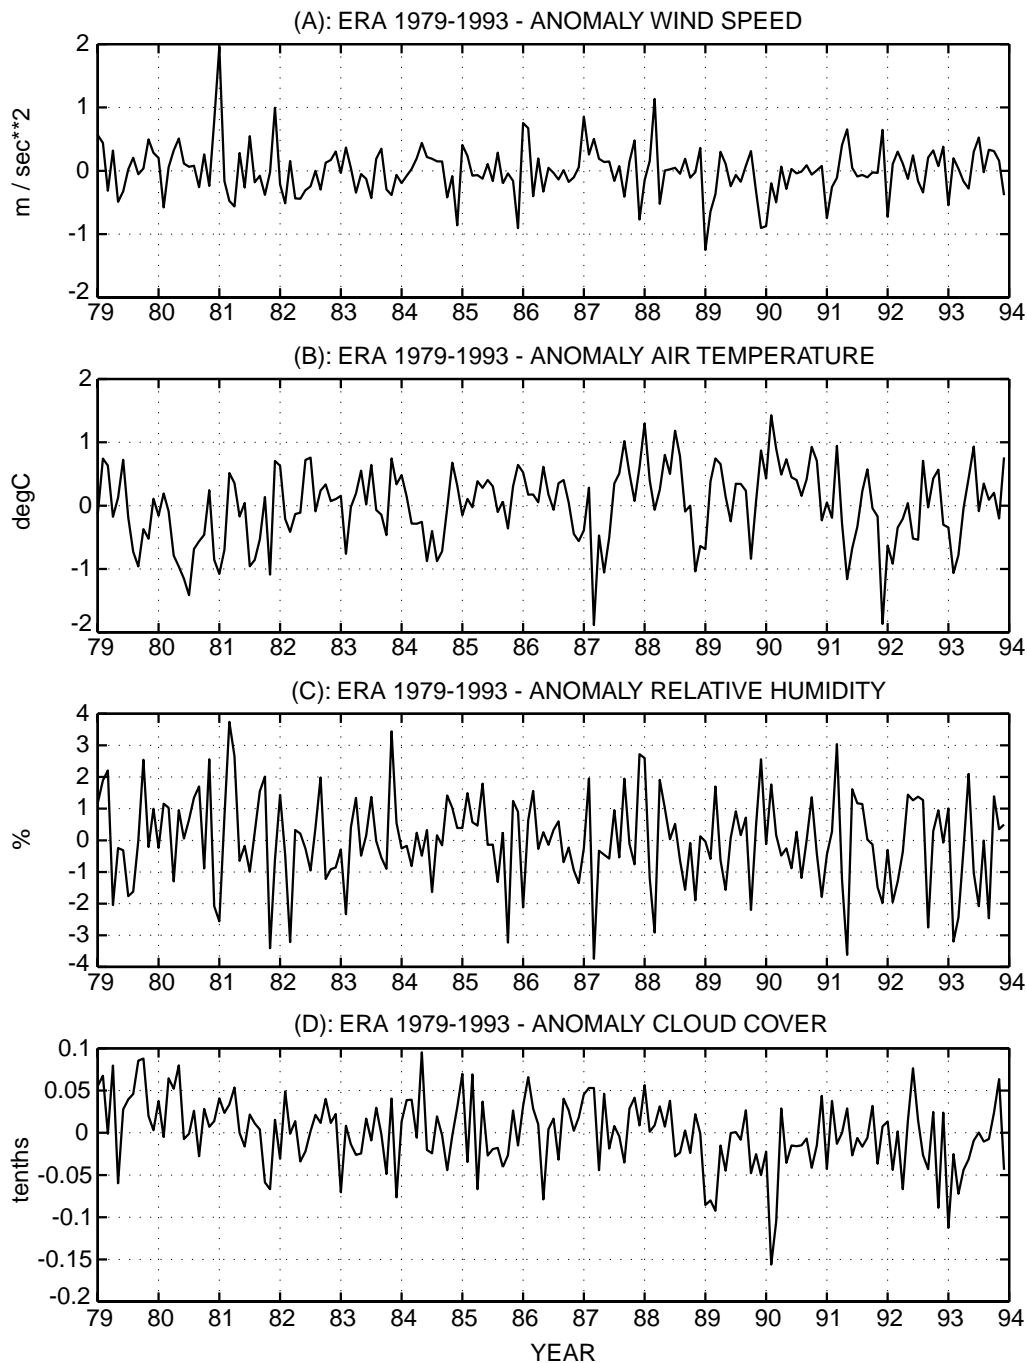 (A): ERA 1979-1993 - ANOMALY WIND SPEED
2
1
0
-1
-2
m / sec**2
79 80 81 82 83 84 85 86 87 88 89 90 91 92 93 94
(B): ERA 1979-1993 - ANOMALY AIR TEMPERATURE
2
1
0
-1
-2
degC
79 80 81 82 83 84 85 86 87 88 89 90 91 92 93 94
(C): ERA 1979-1993 - ANOMALY RELATIVE HUMIDITY
4
3
2
1
0
-1
-2
-3
-4
%
79 80 81 82 83 84 85 86 87 88 89 90 91 92 93 94
(D): ERA 1979-1993 - ANOMALY CLOUD COVER
0.1
0.05
0
-0.05
-0.1
-0.15
-0.2
tenths
79 80 81 82 83 84 85 86 87 88 89 90 91 92 93 94
YEAR